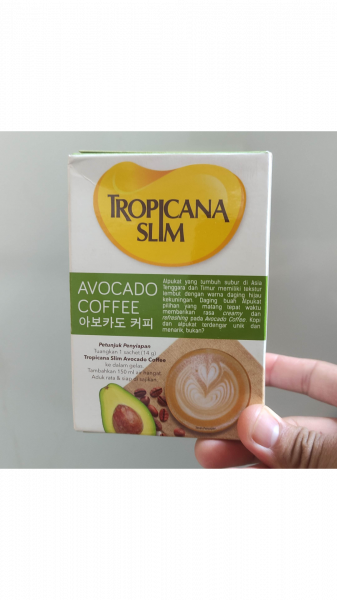 TROPICANA
SLIM
AVOCADO
COFFEE
아보카도 커피
Alpukat yang tumbuh subur di Asia
Tenggara dan Timur memiliki tekstur
lembut dengan warna daging hijau
kekuningan. Daging buah Alpukat
pilihan yang matang tepat waktu
memberikan rasa creamy dan
refreshing pada Avocado Coffee. Kopi
dan alpukat terdengar unik dan
menarik, bukan?
Petunjuk Penyiapan
Tuangkan 1 sachet (14 g)
Tropicana Slim Avocado Coffee
ke dalam gelas.
Tambahkan 150 ml air hangat.
Aduk rata & siap disajikan.